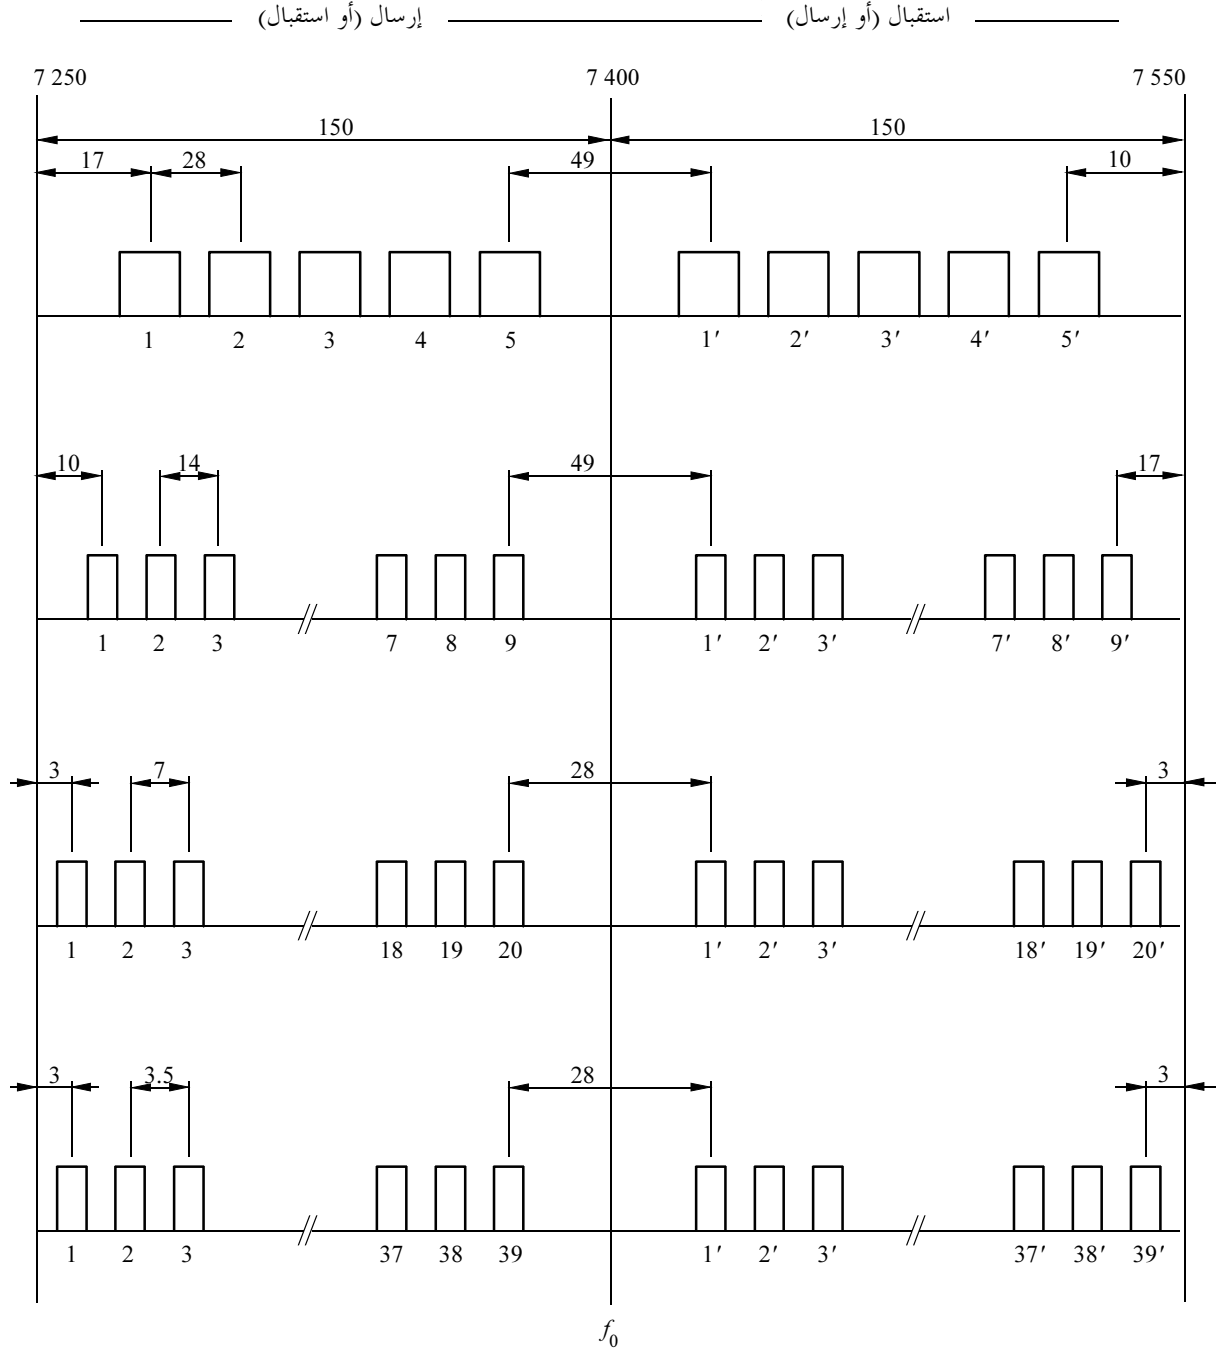 إرسال (أو استقبال) استقبال (أو إرسال)
7 250 7 400 7 550
150 150
17 28 49 10
1 2 3 4 5 1′ 2′ 3′ 4′ 5′
10 14 49 17
1 2 3 7 8 9 1′ 2′ 3′ 7′ 8′ 9′
3 7 28 3
1 2 3 18 19 20 1′ 2′ 3′ 18′ 19′ 20′
3 3.5 28 3
1 2 3 37 38 39 1′ 2′ 3′ 37′ 38′ 39′
f0